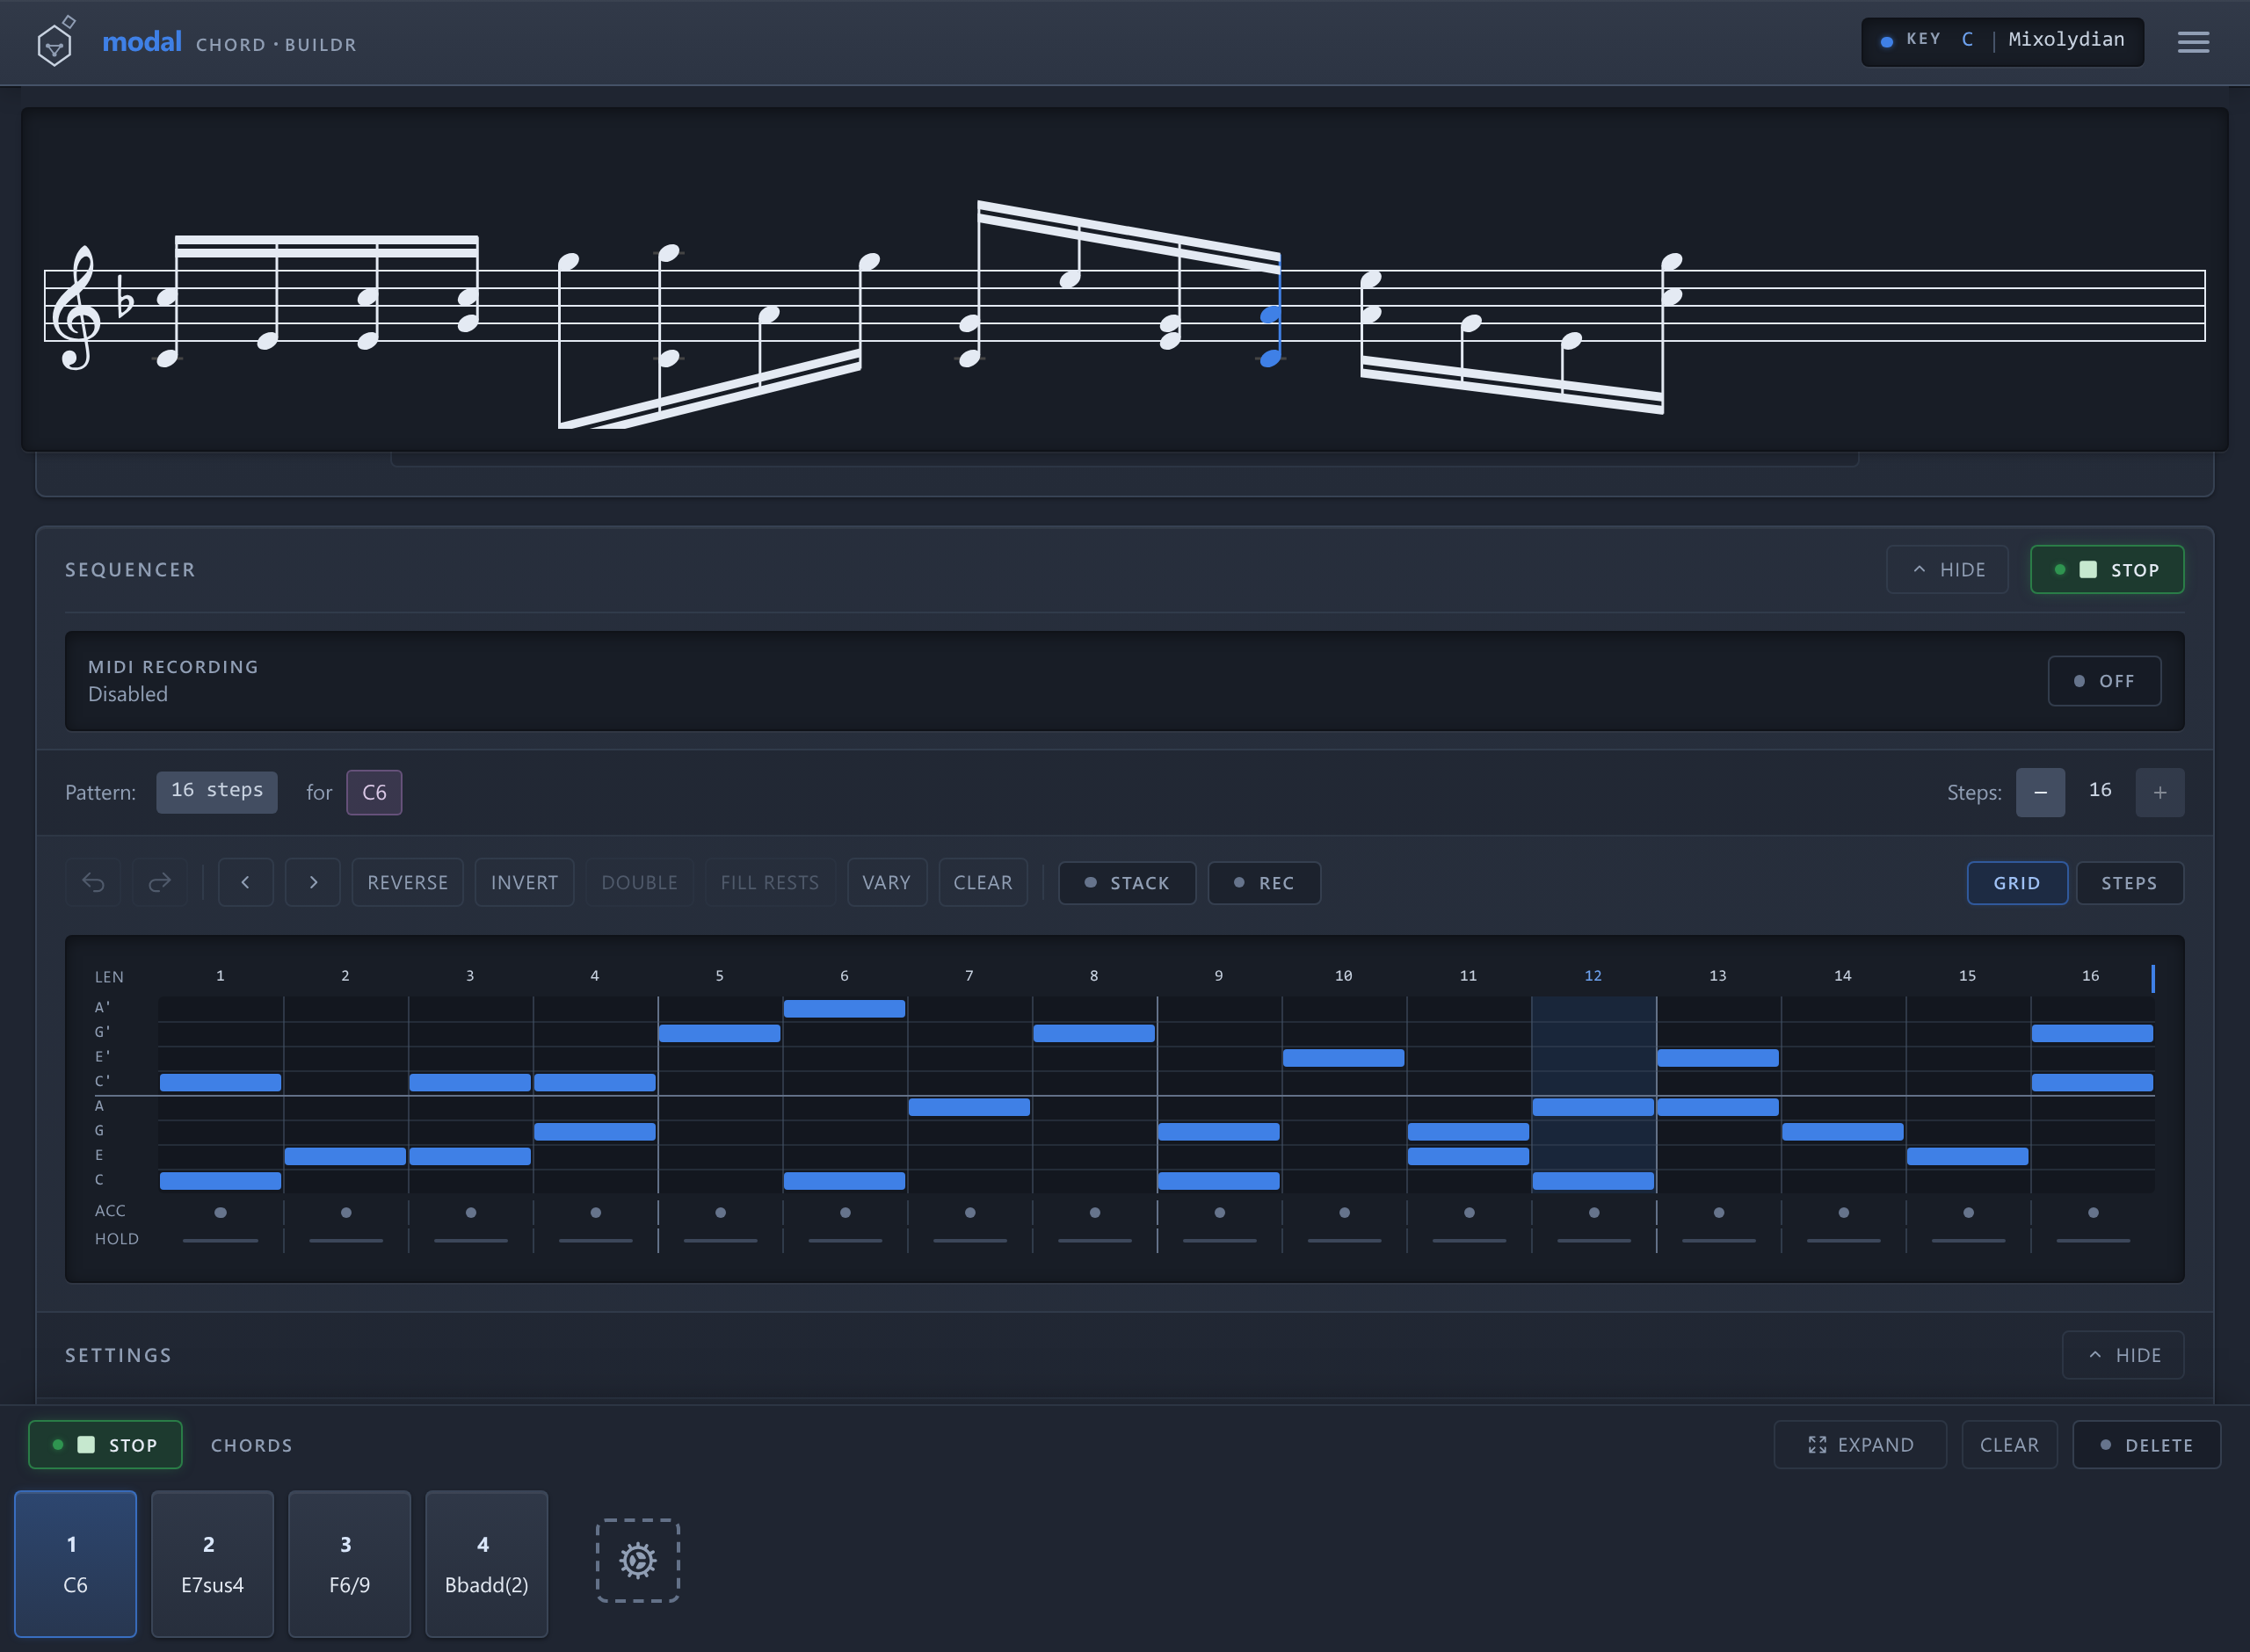 modal CHORD · BUILDR
KEY C | Mixolydian
SEQUENCER
HIDE
STOP
MIDI RECORDING
Disabled
OFF
Pattern: 16 steps for C6
Steps: − 16 +
REVERSE INVERT DOUBLE FILL RESTS VARY CLEAR STACK REC GRID STEPS
LEN 1 2 3 4 5 6 7 8 9 10 11 12 13 14 15 16
A'
G'
E'
C'
A
G
E
C
ACC
HOLD
SETTINGS
HIDE
STOP CHORDS
EXPAND CLEAR DELETE
1 2 3 4
C6 E7sus4 F6/9 Bbadd(2)